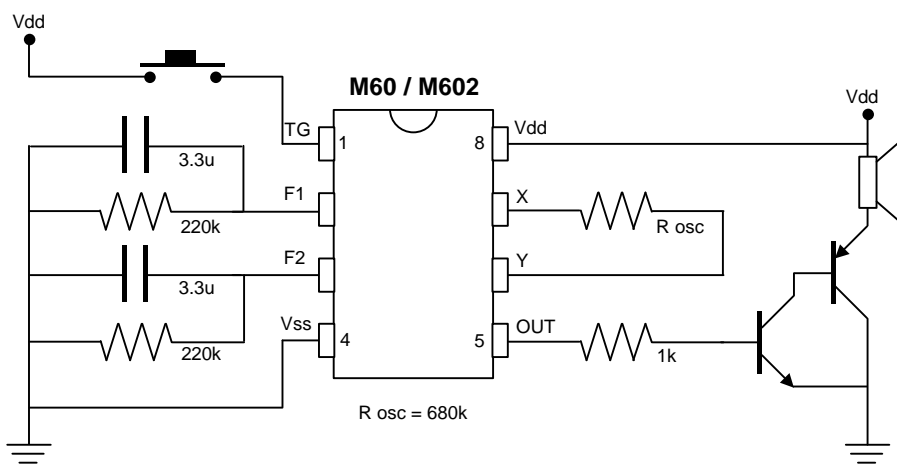 Vdd
M60 / M602
Vdd
TG
1
8
Vdd
3.3u
F1
X
220k
R osc
F2
Y
3.3u
Vss
4
5
OUT
220k
1k
R osc = 680k